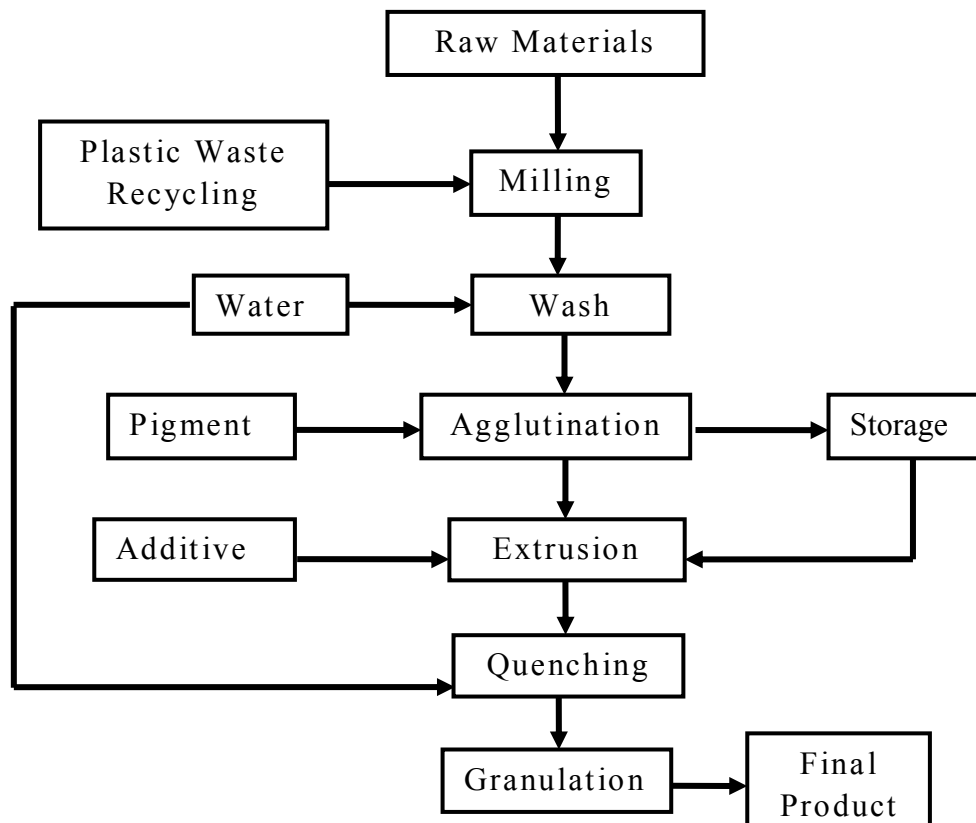 Raw Materials
Plastic Waste
Recycling
Milling
Water
Wash
Pigment
Agglutination
Storage
Additive
Extrusion
Quenching
Granulation
Final
Product